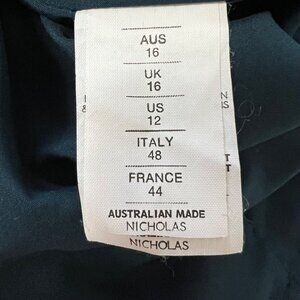 AUS
16
UK
16
US
12
ITALY
48
FRANCE
44
AUSTRALIAN MADE
NICHOLAS
NICHOLAS